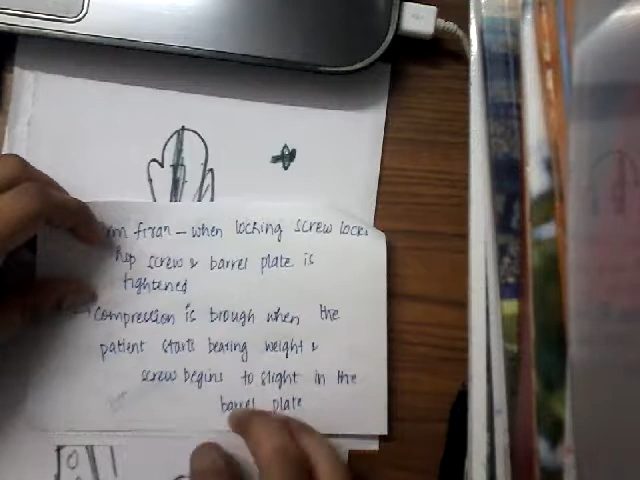 fixan – when locking screw locks
hip screw & barrel plate is
tightened
compression is brough when the
patient starts bearing weight &
screw begins to slight in the
barrel plate